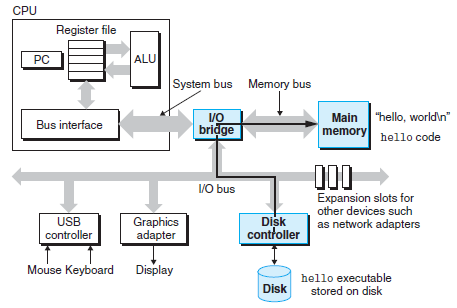 CPU
Register file
PC
ALU
System bus
Memory bus
Bus interface
I/O
bridge
Main
memory
"hello, world\n"
hello code
I/O bus
Expansion slots for
other devices such
as network adapters
USB
controller
Graphics
adapter
Disk
controller
Mouse Keyboard
Display
Disk
hello executable
stored on disk